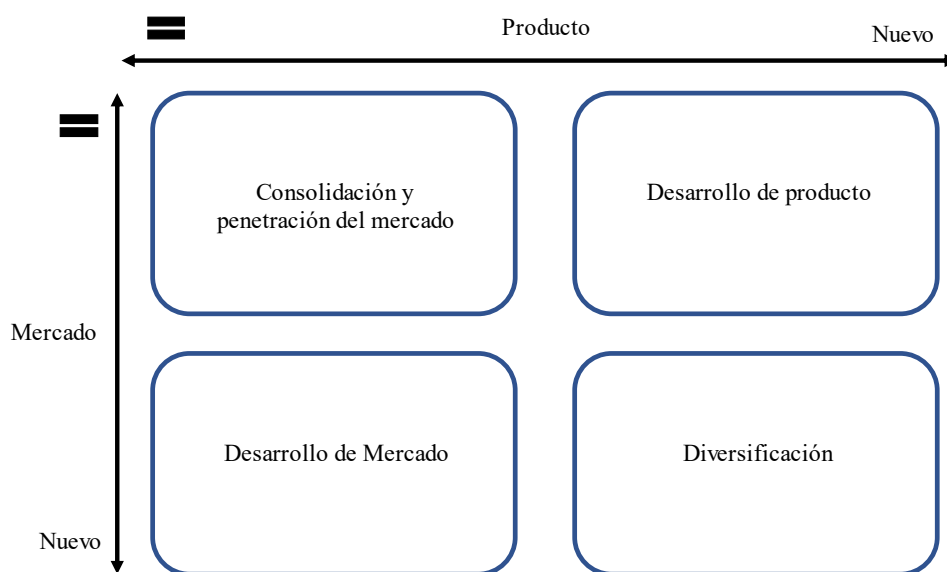 =
Producto
Nuevo
=
Consolidación y
penetración del mercado
Desarrollo de producto
Mercado
Desarrollo de Mercado
Diversificación
Nuevo